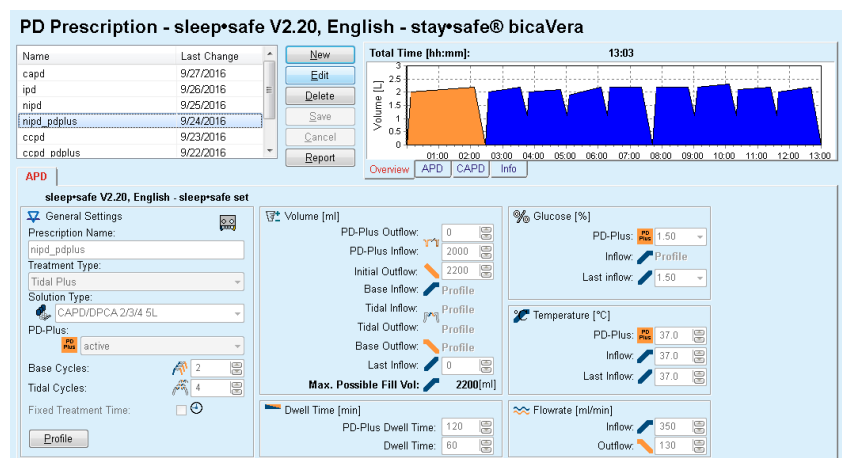 PD Prescription - sleep•safe V2.20, English - stay•safe® bicaVera
Name Last Change
capd 9/27/2016
ipd 9/26/2016
nipd 9/25/2016
nipd_pdplus 9/24/2016
ccpd 9/23/2016
ccpd_pdplus 9/22/2016
New
Edit
Delete
Save
Cancel
Report
Total Time [hh:mm]: 13:03
Volume [L]
3
2.5
2
1.5
1
0.5
0
01:00 02:00 03:00 04:00 05:00 06:00 07:00 08:00 09:00 10:00 11:00 12:00 13:00
Overview APD CAPD Info
APD
sleep•safe V2.20, English - sleep•safe set
General Settings
Prescription Name:
nipd_pdplus
Treatment Type:
Tidal Plus
Solution Type:
CAPD/DPCA 2/3/4 5L
PD-Plus:
PD Plus active
Base Cycles: 2
Tidal Cycles: 4
Fixed Treatment Time:
Profile
Volume [ml]
PD-Plus Outflow: 0
PD-Plus Inflow: 2000
Initial Outflow: 2200
Base Inflow: Profile
Tidal Inflow: Profile
Tidal Outflow: Profile
Base Outflow: Profile
Last Inflow: 0
Max. Possible Fill Vol: 2200[ml]
Dwell Time [min]
PD-Plus Dwell Time: 120
Dwell Time: 60
% Glucose [%]
PD-Plus: PD Plus 1.50
Inflow: Profile
Last inflow: 1.50
°C Temperature [°C]
PD-Plus: PD Plus 37.0
Inflow: 37.0
Last Inflow: 37.0
Flowrate [ml/min]
Inflow: 350
Outflow: 130